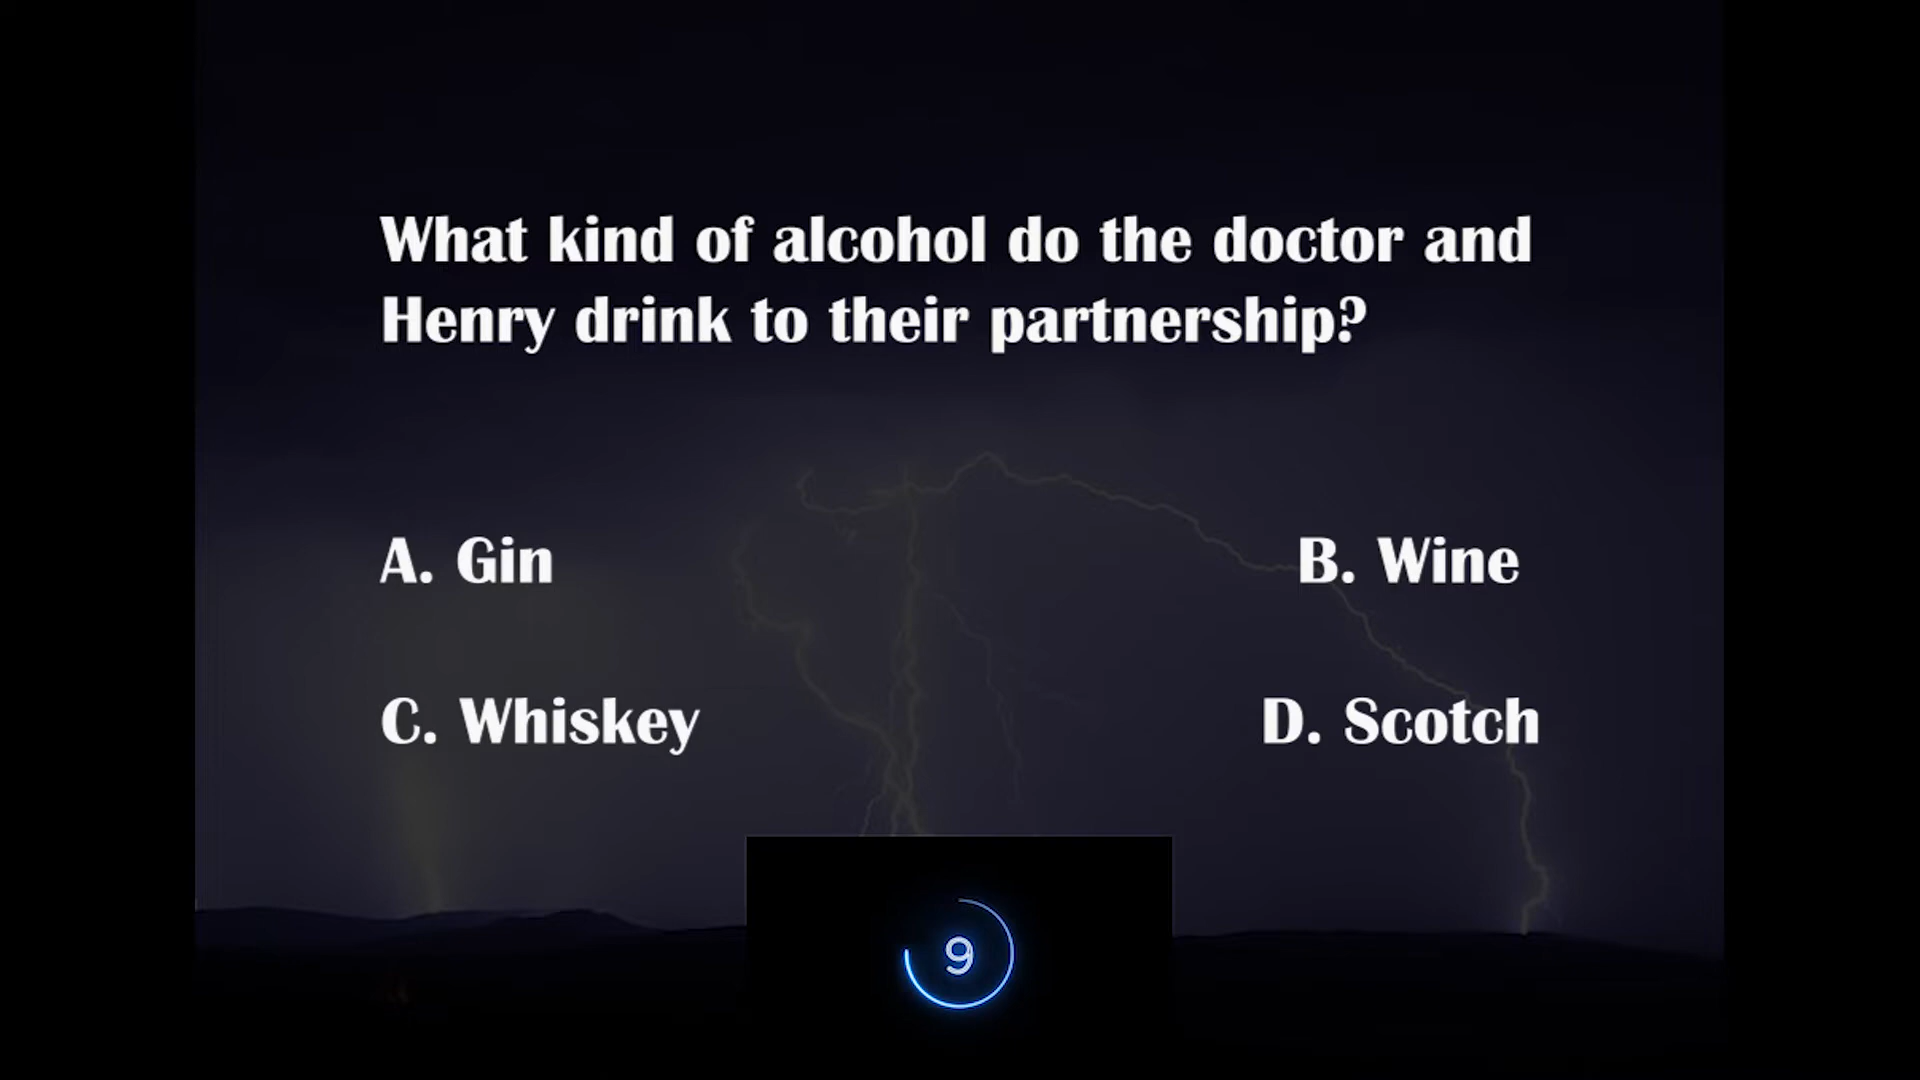 What kind of alcohol do the doctor and
Henry drink to their partnership?
A. Gin
B. Wine
C. Whiskey
D. Scotch
9